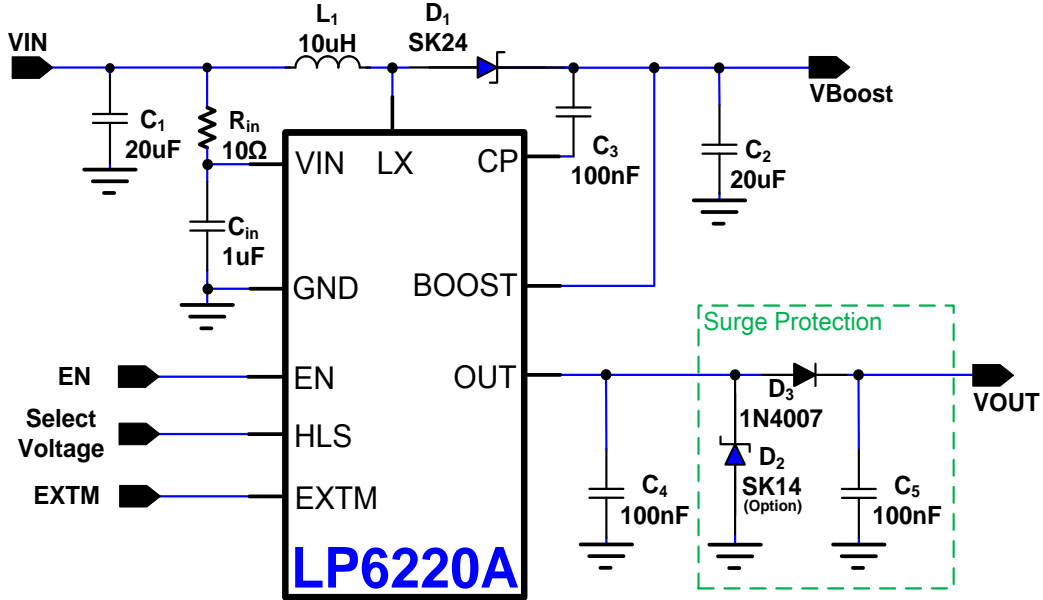 L₁
10uH
D₁
SK24
VIN
VBoost
C₁
20uF
Rᵢₙ
10Ω
C₃
100nF
C₂
20uF
VIN
LX
CP
Cᵢₙ
1uF
GND
BOOST
Surge Protection
EN
EN
OUT
D₃
1N4007
VOUT
Select
Voltage
HLS
D₂
SK14
(Option)
EXTM
EXTM
C₄
100nF
C₅
100nF
LP6220A